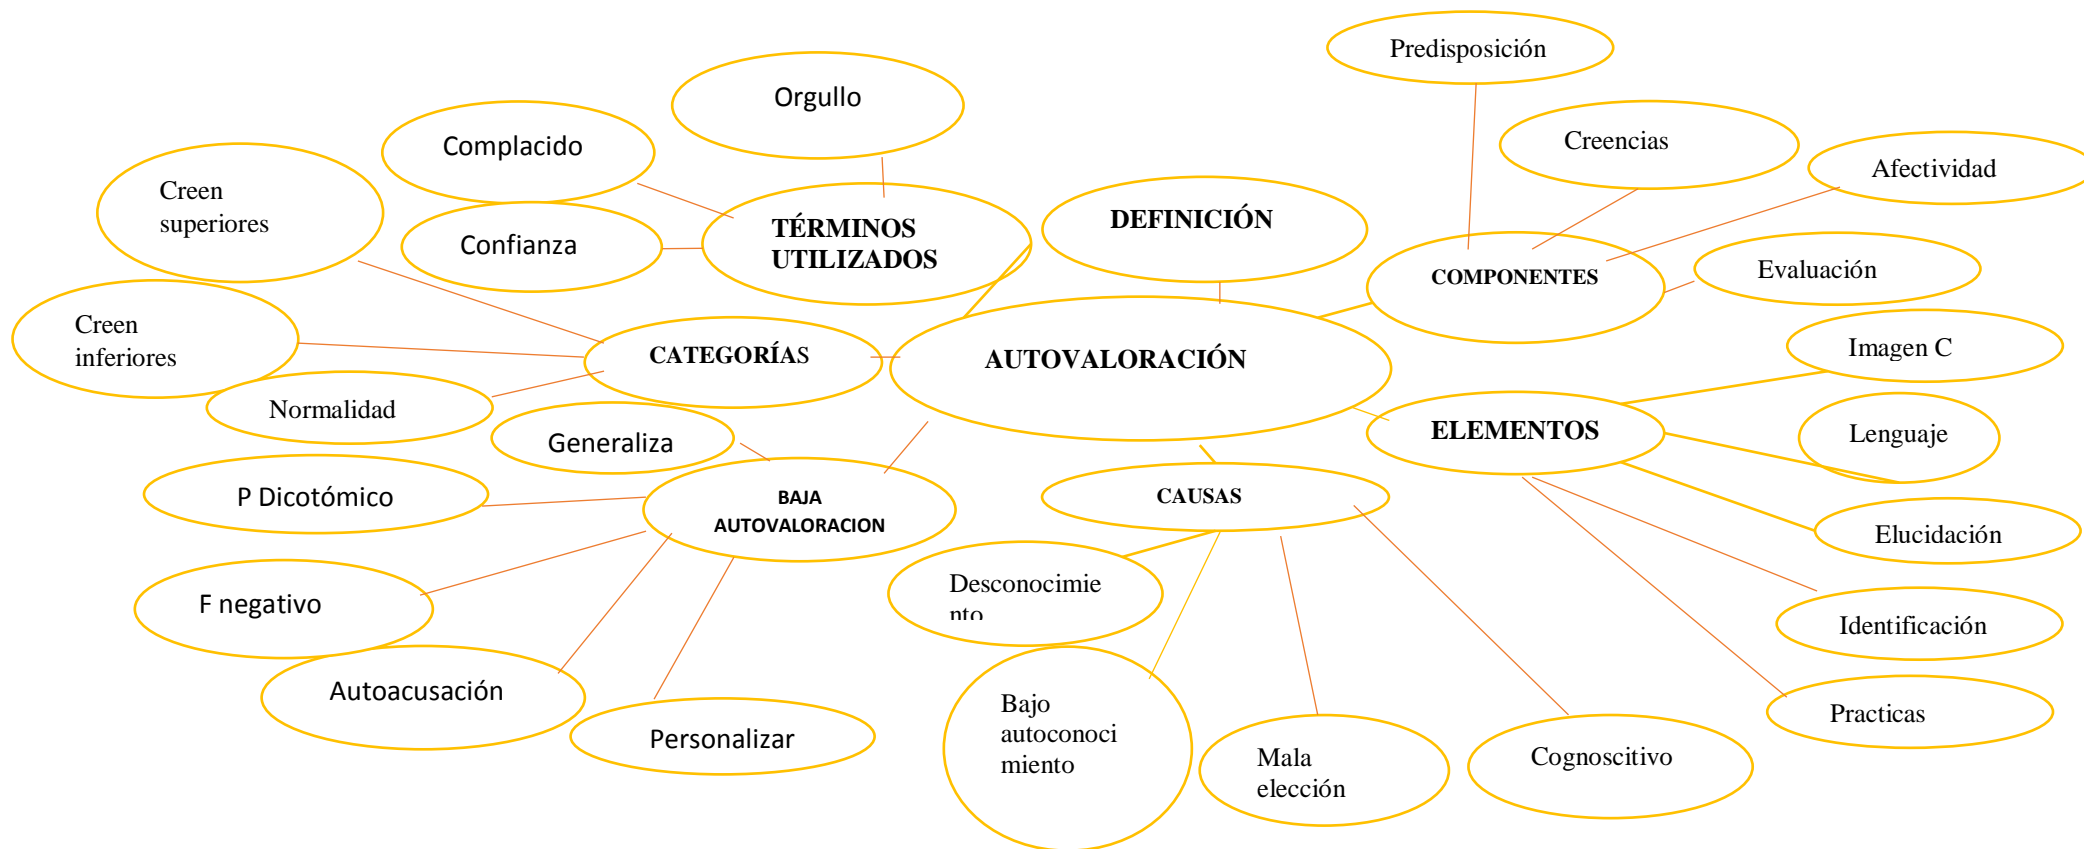 Predisposición
Orgullo
Creencias
Complacido
Afectividad
Creen
superiores
DEFINICIÓN
TÉRMINOS
UTILIZADOS
Confianza
COMPONENTES
Evaluación
Creen
inferiores
CATEGORÍAS
AUTOVALORACIÓN
Imagen C
Normalidad
Generaliza
ELEMENTOS
Lenguaje
P Dicotómico
BAJA
AUTOVALORACION
CAUSAS
Elucidación
Desconocimie
nto
F negativo
Identificación
Autoacusación
Bajo
autoconoci
miento
Practicas
Personalizar
Mala
elección
Cognoscitivo